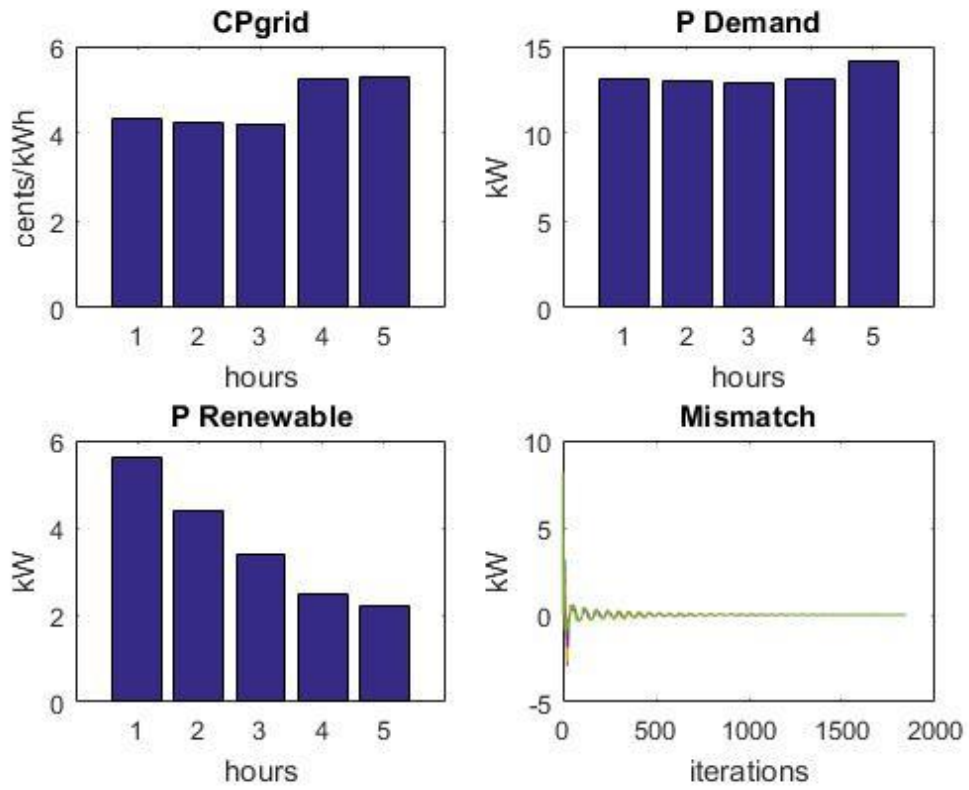 CPgrid
6
4
2
0
cents/kWh
1 2 3 4 5
hours
P Demand
15
10
5
0
kW
1 2 3 4 5
hours
P Renewable
6
4
2
0
kW
1 2 3 4 5
hours
Mismatch
10
5
0
-5
kW
0 500 1000 1500 2000
iterations